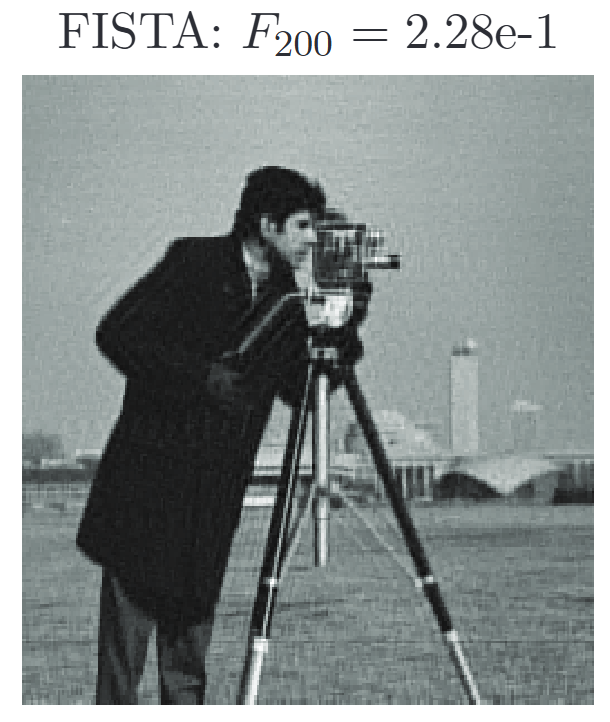 FISTA: F₂₀₀ = 2.28e-1